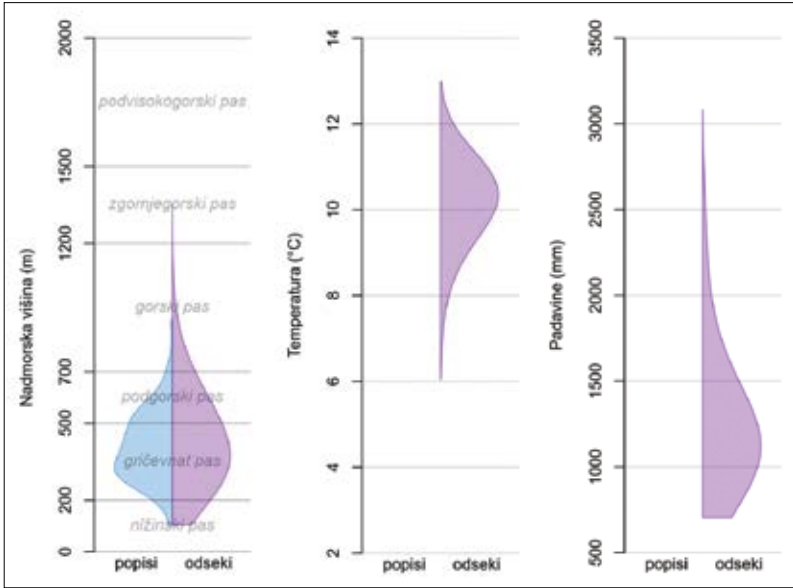 Nadmorska višina (m)
2000
1500
1200
700
500
200
0
podvisokogorski pas
zgornjegorski pas
gorski pas
podgorski pas
gričevnat pas
nižinski pas
popisi odseki
Temperatura (°C)
14
12
10
8
6
4
2
popisi odseki
Padavine (mm)
3500
3000
2500
2000
1500
1000
500
popisi odseki